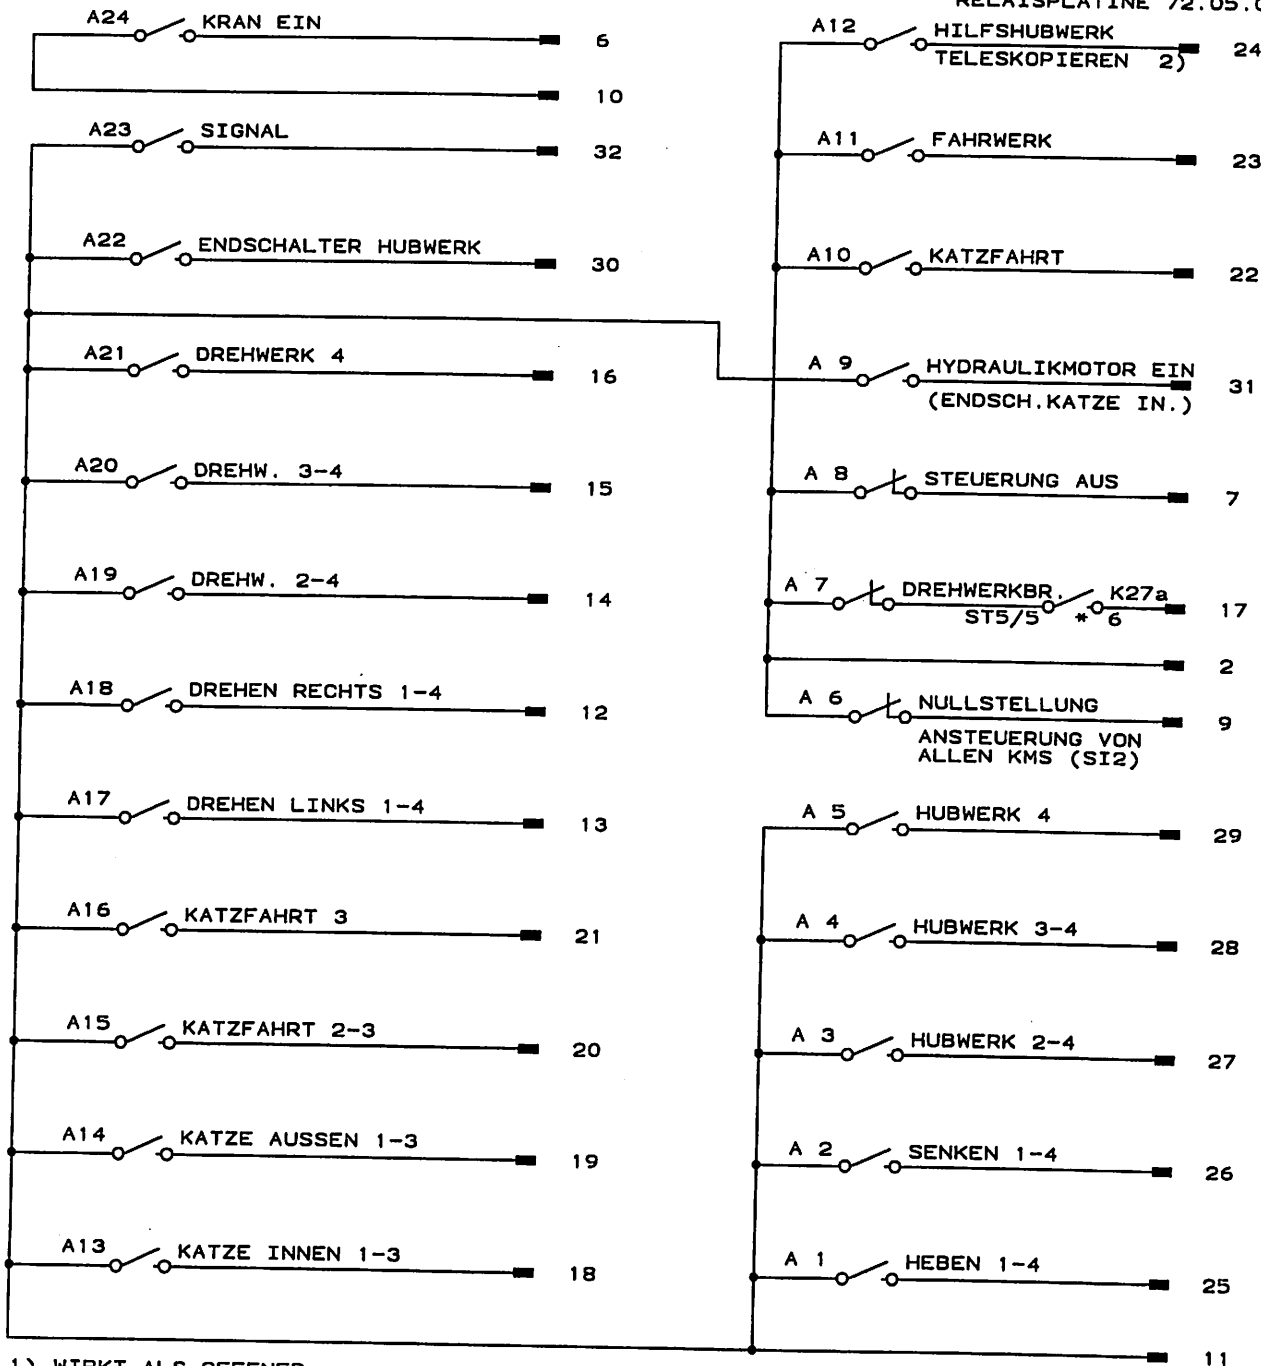 RELAISPLATINE 72.05.0
A24 KRAN EIN 6
10
A23 SIGNAL 32
A22 ENDSCHALTER HUBWERK 30
A21 DREHWERK 4 16
A20 DREHW. 3-4 15
A19 DREHW. 2-4 14
A18 DREHEN RECHTS 1-4 12
A17 DREHEN LINKS 1-4 13
A16 KATZFAHRT 3 21
A15 KATZFAHRT 2-3 20
A14 KATZE AUSSEN 1-3 19
A13 KATZE INNEN 1-3 18
A12 HILFSHUBWERK 24
TELESKOPIEREN 2)
A11 FAHRWERK 23
A10 KATZFAHRT 22
A 9 HYDRAULIKMOTOR EIN 31
(ENDSCH.KATZE IN.)
A 8 STEUERUNG AUS 7
A 7 DREHWERKBR. K27a 17
ST5/5 * 6
2
A 6 NULLSTELLUNG 9
ANSTEUERUNG VON
ALLEN KMS (SI2)
A 5 HUBWERK 4 29
A 4 HUBWERK 3-4 28
A 3 HUBWERK 2-4 27
A 2 SENKEN 1-4 26
A 1 HEBEN 1-4 25
11
1) WIRKT ALS OEFFNER